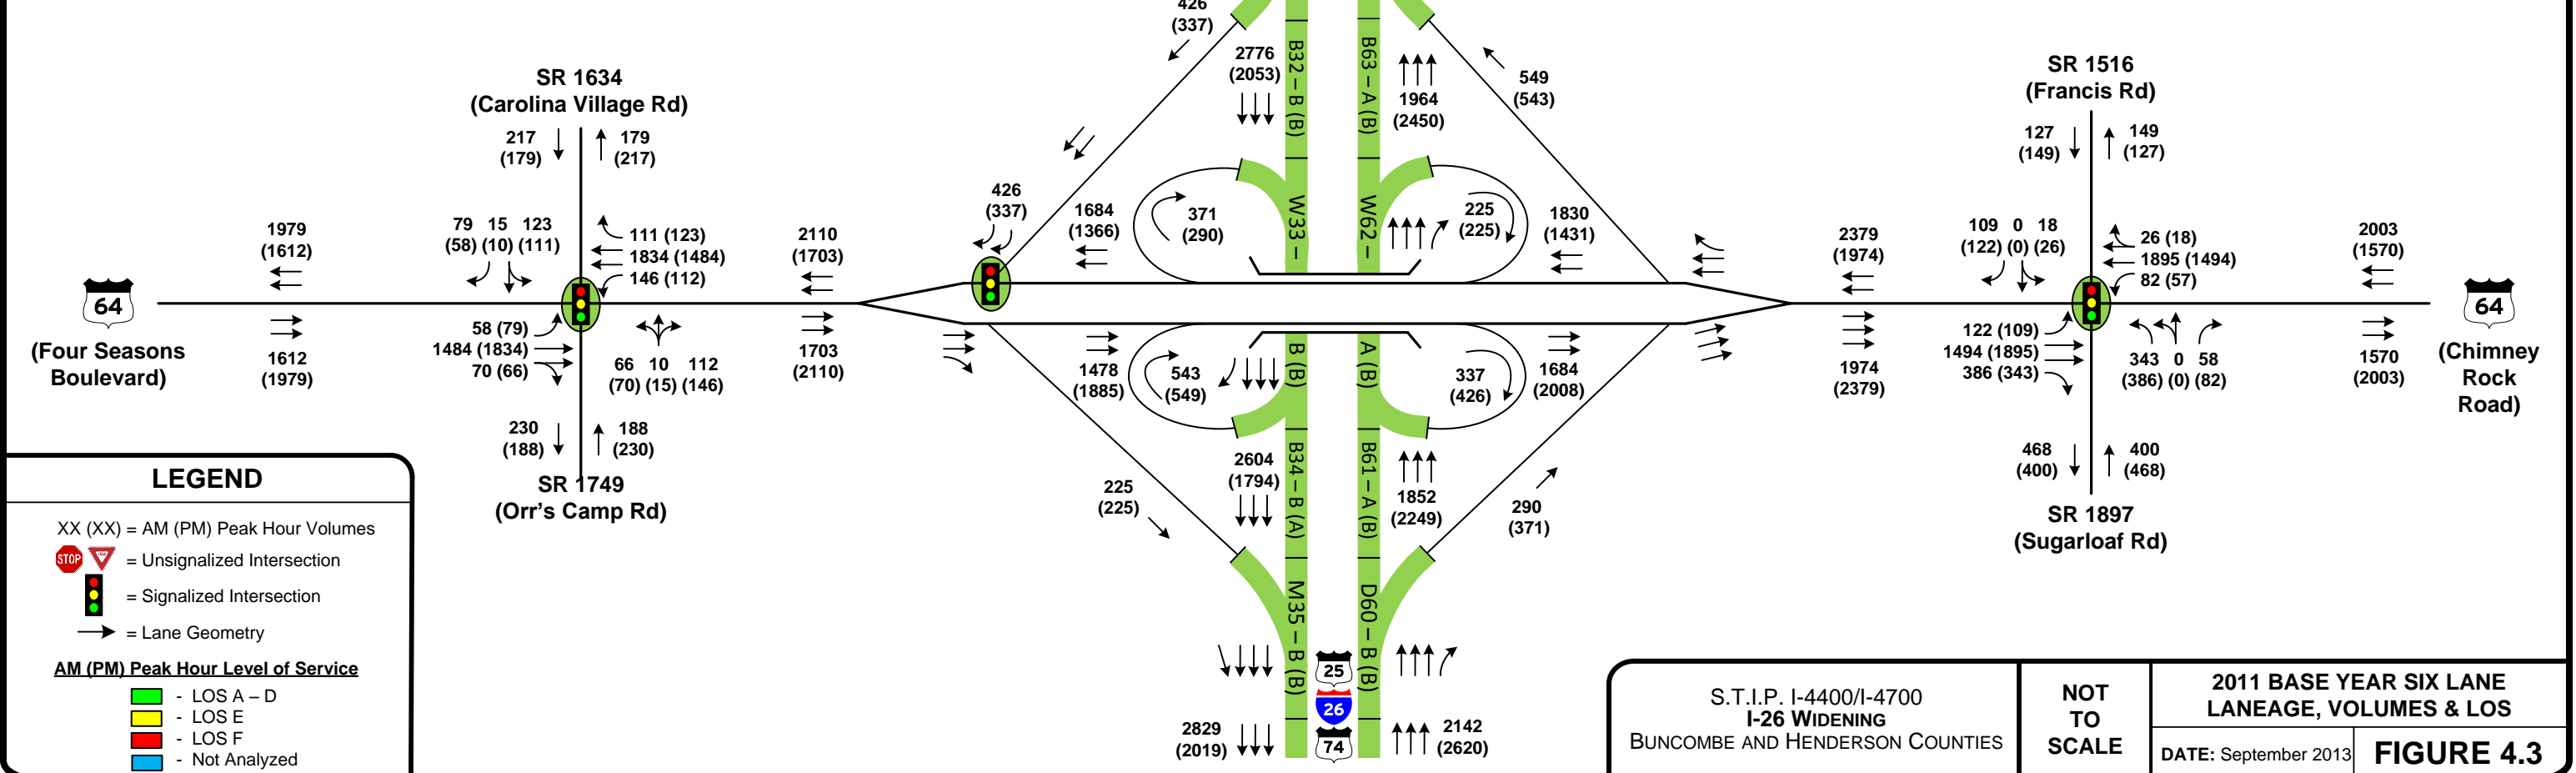 426
(337)
2776
(2053)
B32 – B (B)
B63 – A (B)
1964
(2450)
549
(543)
SR 1634
(Carolina Village Rd)
217
(179)
179
(217)
SR 1516
(Francis Rd)
127
(149)
149
(127)
1979
(1612)
79 15 123
(58) (10) (111)
111 (123)
1834 (1484)
146 (112)
2110
(1703)
426
(337)
1684
(1366)
371
(290)
W33 –
W62 –
225
(225)
1830
(1431)
2379
(1974)
109 0 18
(122) (0) (26)
26 (18)
1895 (1494)
82 (57)
2003
(1570)
64
(Four Seasons
Boulevard)
1612
(1979)
58 (79)
1484 (1834)
70 (66)
66 10 112
(70) (15) (146)
1703
(2110)
1478
(1885)
543
(549)
B (B)
A (B)
337
(426)
1684
(2008)
1974
(2379)
122 (109)
1494 (1895)
386 (343)
343 0 58
(386) (0) (82)
1570
(2003)
64
(Chimney
Rock
Road)
230
(188)
188
(230)
SR 1749
(Orr's Camp Rd)
225
(225)
2604
(1794)
B34 – B (A)
B61 – A (B)
1852
(2249)
290
(371)
468
(400)
400
(468)
SR 1897
(Sugarloaf Rd)
M35 – B (B)
D60 – B (B)
2829
(2019)
25
26
74
2142
(2620)
LEGEND
XX (XX) = AM (PM) Peak Hour Volumes
STOP = Unsignalized Intersection
= Signalized Intersection
= Lane Geometry
AM (PM) Peak Hour Level of Service
- LOS A – D
- LOS E
- LOS F
- Not Analyzed
S.T.I.P. I-4400/I-4700
I-26 WIDENING
BUNCOMBE AND HENDERSON COUNTIES
NOT
TO
SCALE
2011 BASE YEAR SIX LANE
LANEAGE, VOLUMES & LOS
DATE: September 2013
FIGURE 4.3